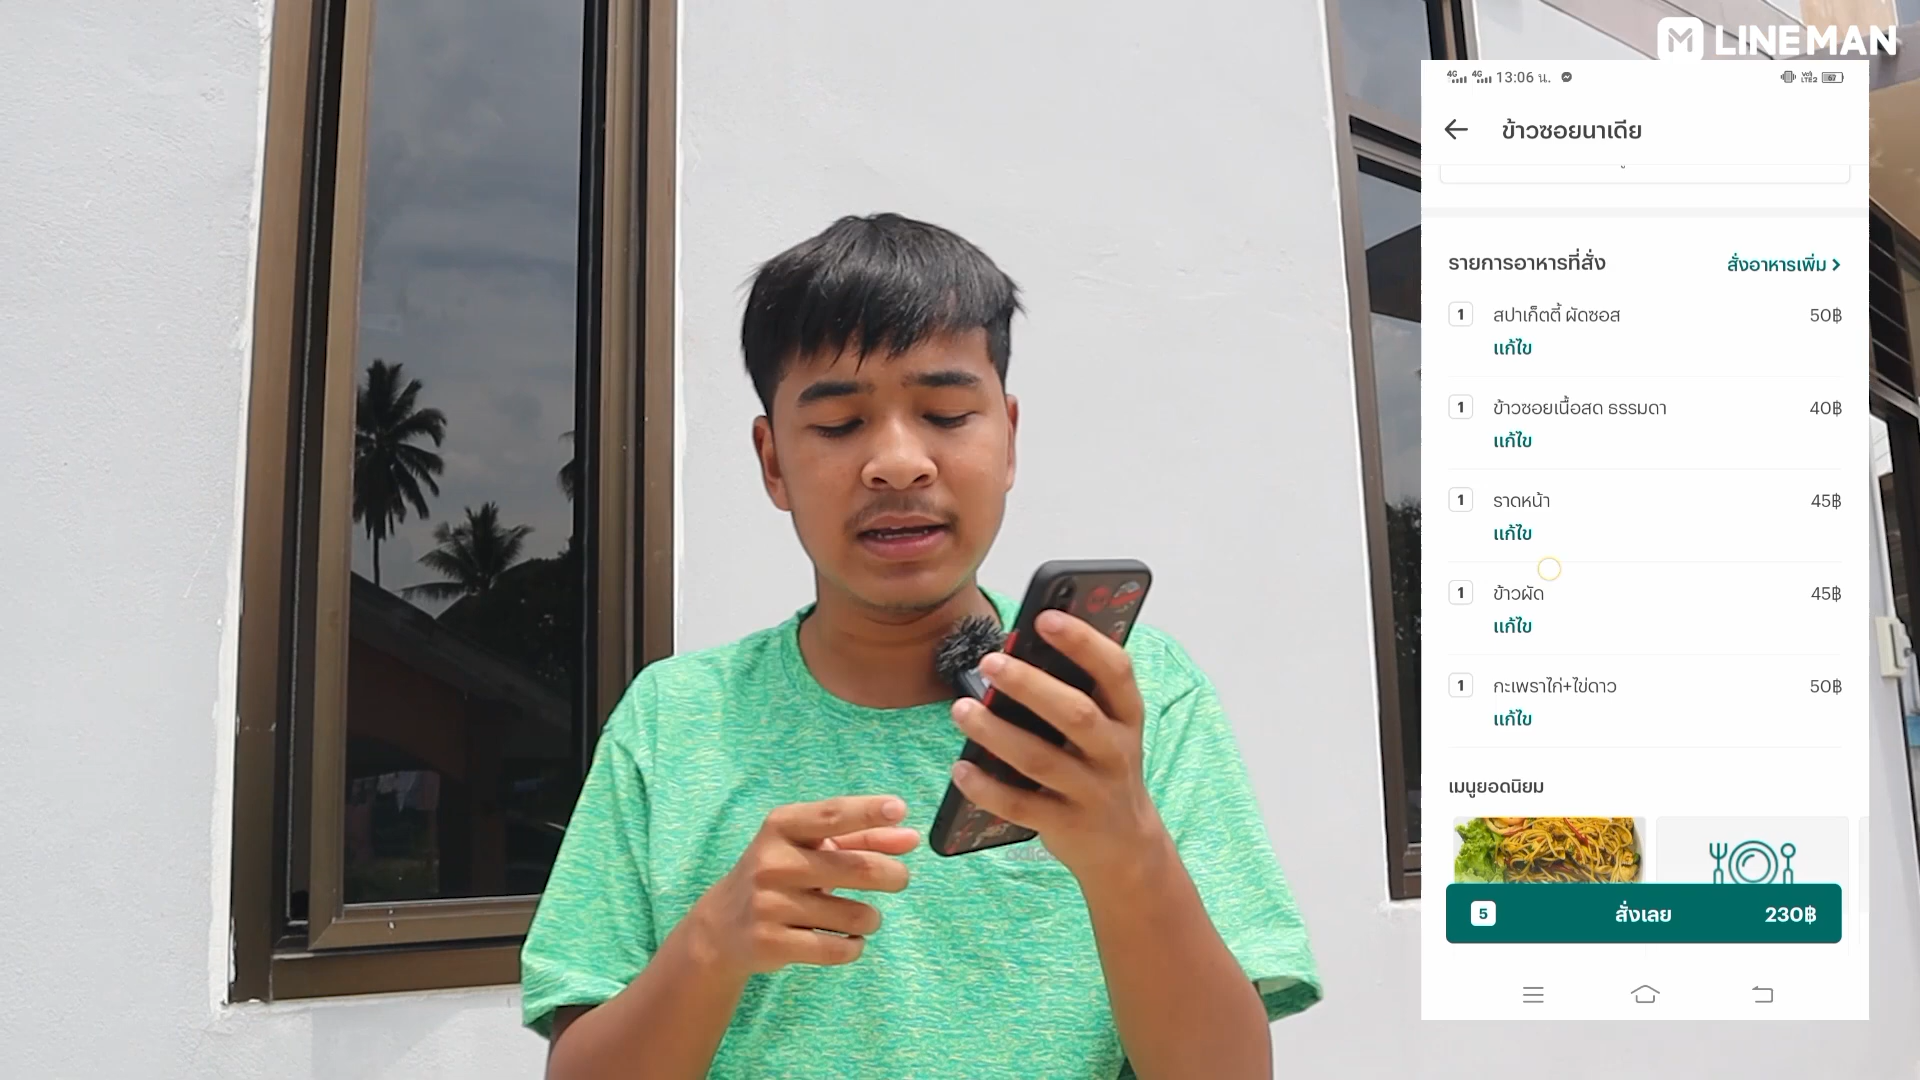 LINE MAN
4G 4G 13:06 น.
VoLTE2 67
ข้าวซอยนาเดีย
รายการอาหารที่สั่ง
สั่งอาหารเพิ่ม
1 สปาเก็ตตี้ ผัดซอส 50฿
แก้ไข
1 ข้าวซอยเนื้อสด ธรรมดา 40฿
แก้ไข
1 ราดหน้า 45฿
แก้ไข
1 ข้าวผัด 45฿
แก้ไข
1 กะเพราไก่+ไข่ดาว 50฿
แก้ไข
เมนูยอดนิยม
5 สั่งเลย 230฿
adidas